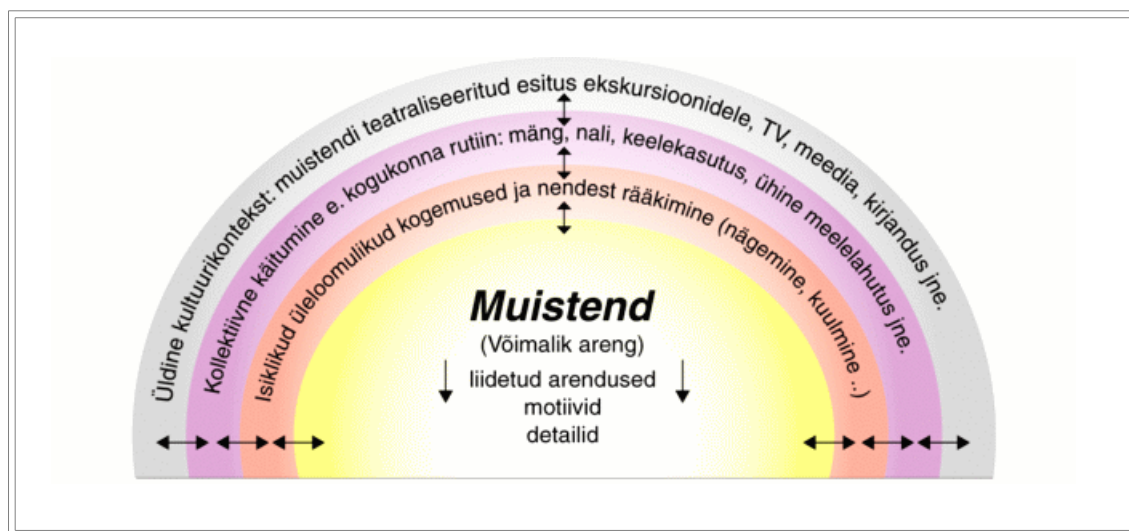 Üldine kultuurikontekst: muistendi teatraliseeritud esitus ekskursioonidele, TV, meedia, kirjandus jne.
Kollektiivne käitumine e. kogukonna rutiin: mäng, nali, keelekasutus, ühine meelelahutus jne.
Isiklikud üleloomulikud kogemused ja nendest rääkimine (nägemine, kuulmine ..)
Muistend
(Võimalik areng)
liidetud arendused
motiivid
detailid